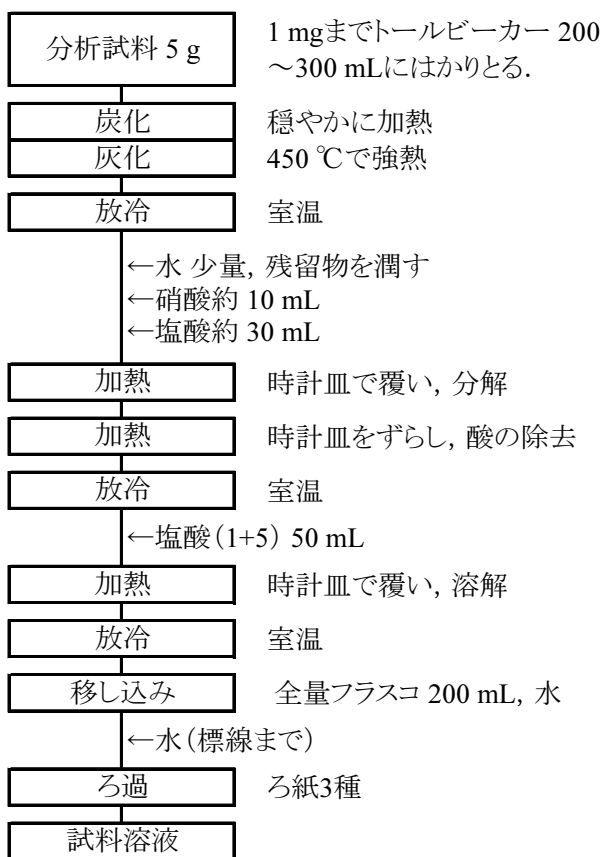 分析試料 5 g
1 mgまでトールビーカー 200
～300 mLにはかりとる.
炭化 穏やかに加熱
灰化 450 ℃で強熱
放冷 室温
←水 少量, 残留物を潤す
←硝酸約 10 mL
←塩酸約 30 mL
加熱 時計皿で覆い, 分解
加熱 時計皿をずらし, 酸の除去
放冷 室温
←塩酸(1+5) 50 mL
加熱 時計皿で覆い, 溶解
放冷 室温
移し込み 全量フラスコ 200 mL, 水
←水(標線まで)
ろ過 ろ紙3種
試料溶液